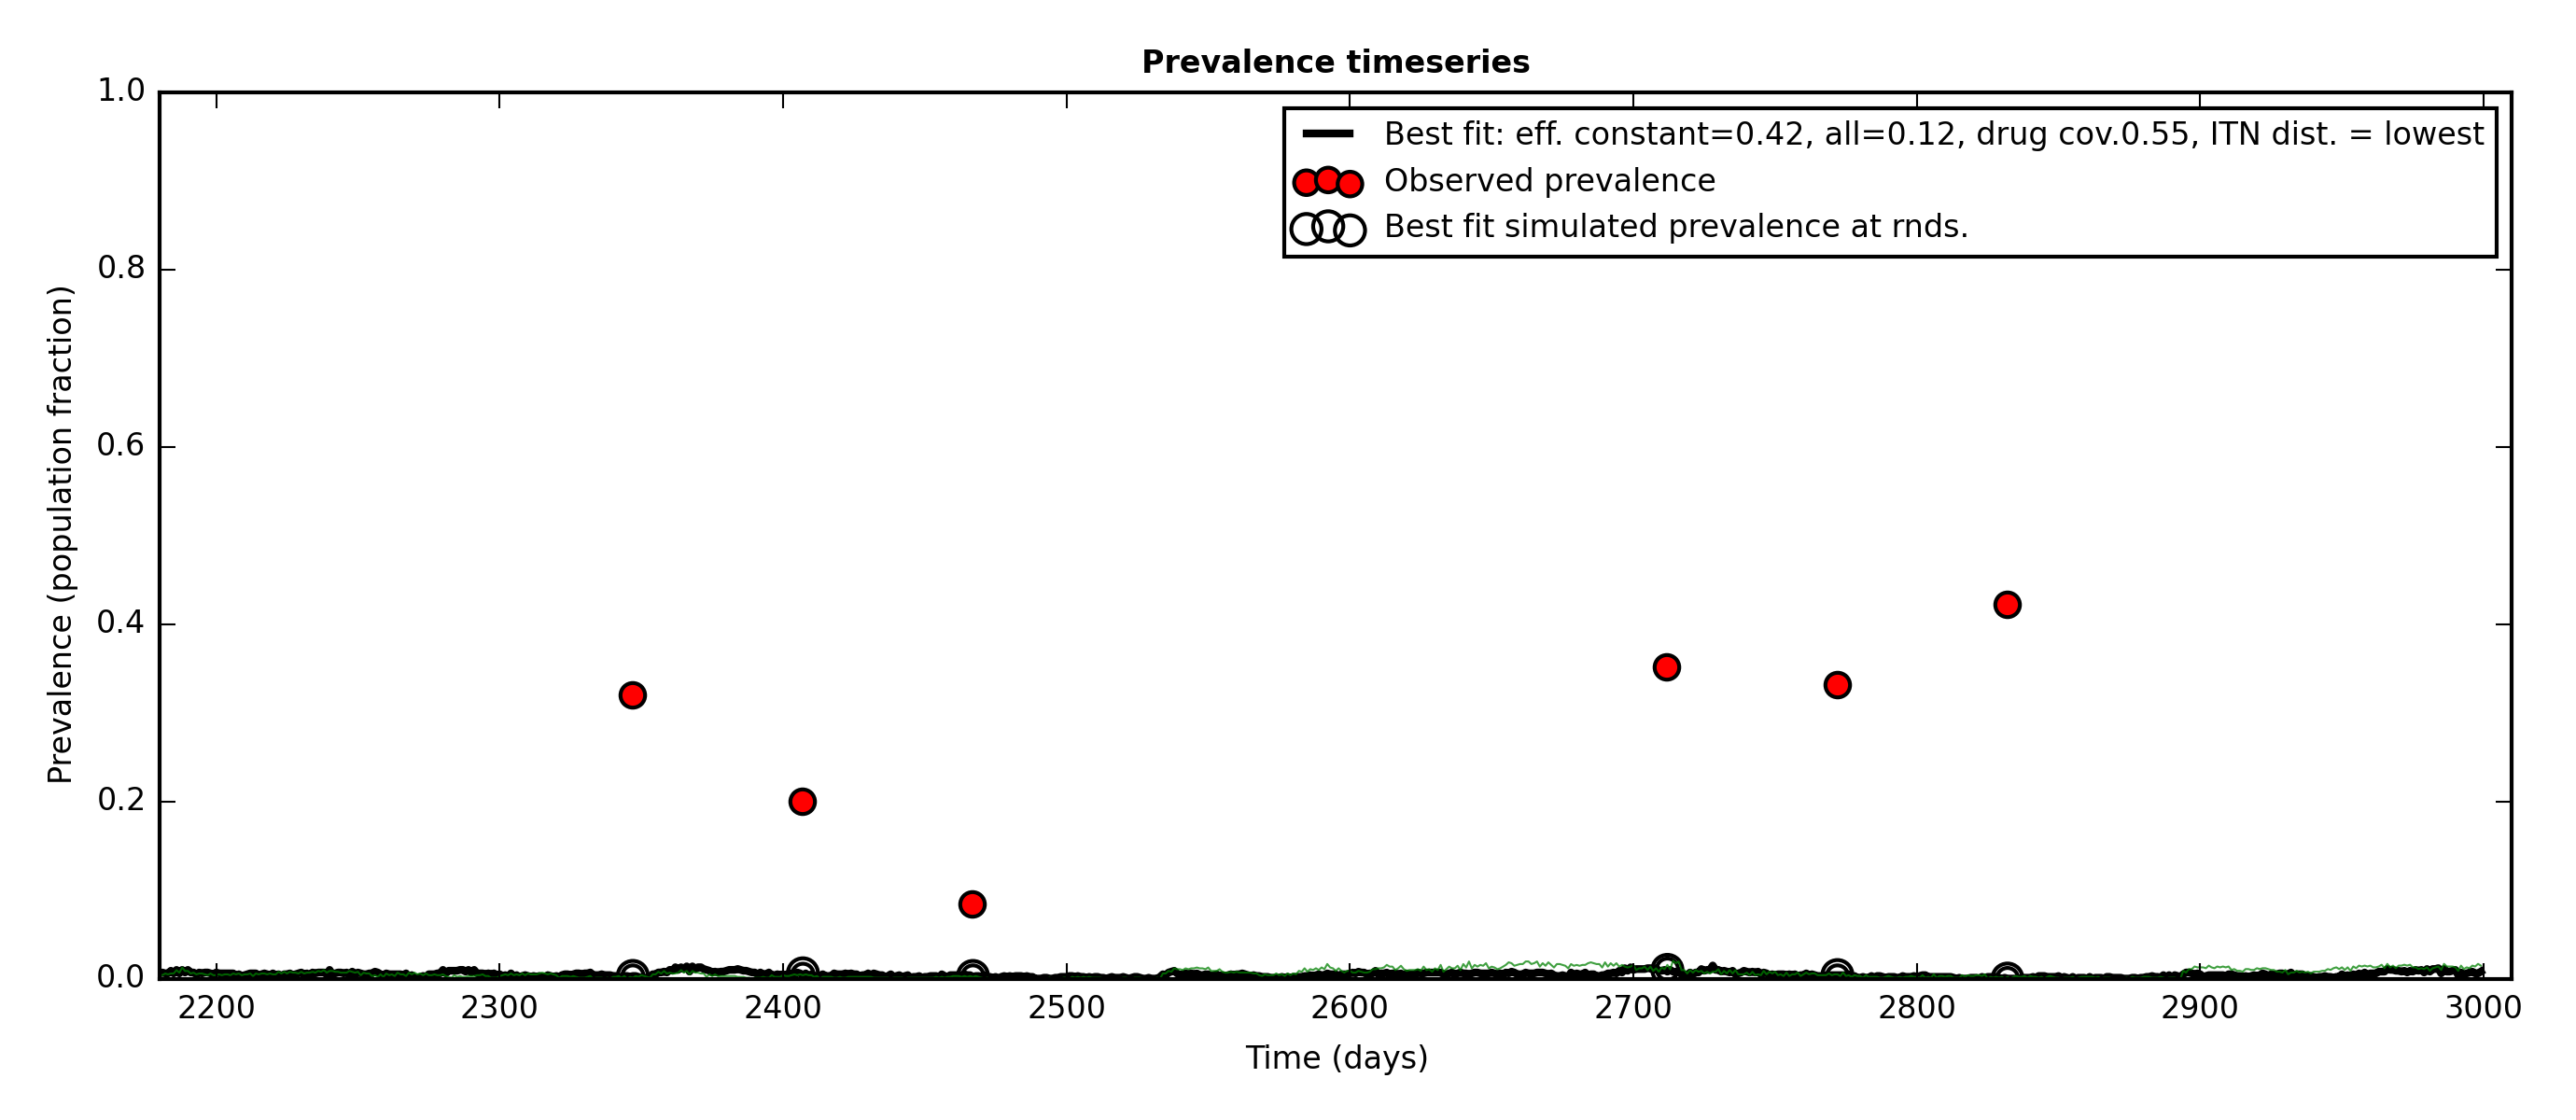 Prevalence timeseries
1.0
0.8
0.6
0.4
0.2
0.0
Prevalence (population fraction)
Best fit: eff. constant=0.42, all=0.12, drug cov.0.55, ITN dist. = lowest
Observed prevalence
Best fit simulated prevalence at rnds.
2200 2300 2400 2500 2600 2700 2800 2900 3000
Time (days)